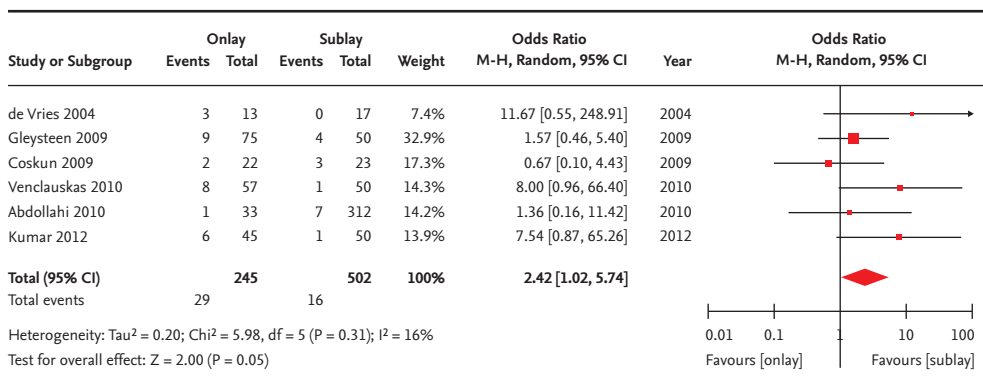 Onlay Sublay Odds Ratio Odds Ratio
Study or Subgroup Events Total Events Total Weight M-H, Random, 95% CI Year M-H, Random, 95% CI
de Vries 2004 3 13 0 17 7.4% 11.67 [0.55, 248.91] 2004
Gleysteen 2009 9 75 4 50 32.9% 1.57 [0.46, 5.40] 2009
Coskun 2009 2 22 3 23 17.3% 0.67 [0.10, 4.43] 2009
Venclauskas 2010 8 57 1 50 14.3% 8.00 [0.96, 66.40] 2010
Abdollahi 2010 1 33 7 312 14.2% 1.36 [0.16, 11.42] 2010
Kumar 2012 6 45 1 50 13.9% 7.54 [0.87, 65.26] 2012
Total (95% CI) 245 502 100% 2.42 [1.02, 5.74]
Total events 29 16
Heterogeneity: Tau² = 0.20; Chi² = 5.98, df = 5 (P = 0.31); I² = 16%
Test for overall effect: Z = 2.00 (P = 0.05)
0.01 0.1 1 10 100
Favours [onlay] Favours [sublay]